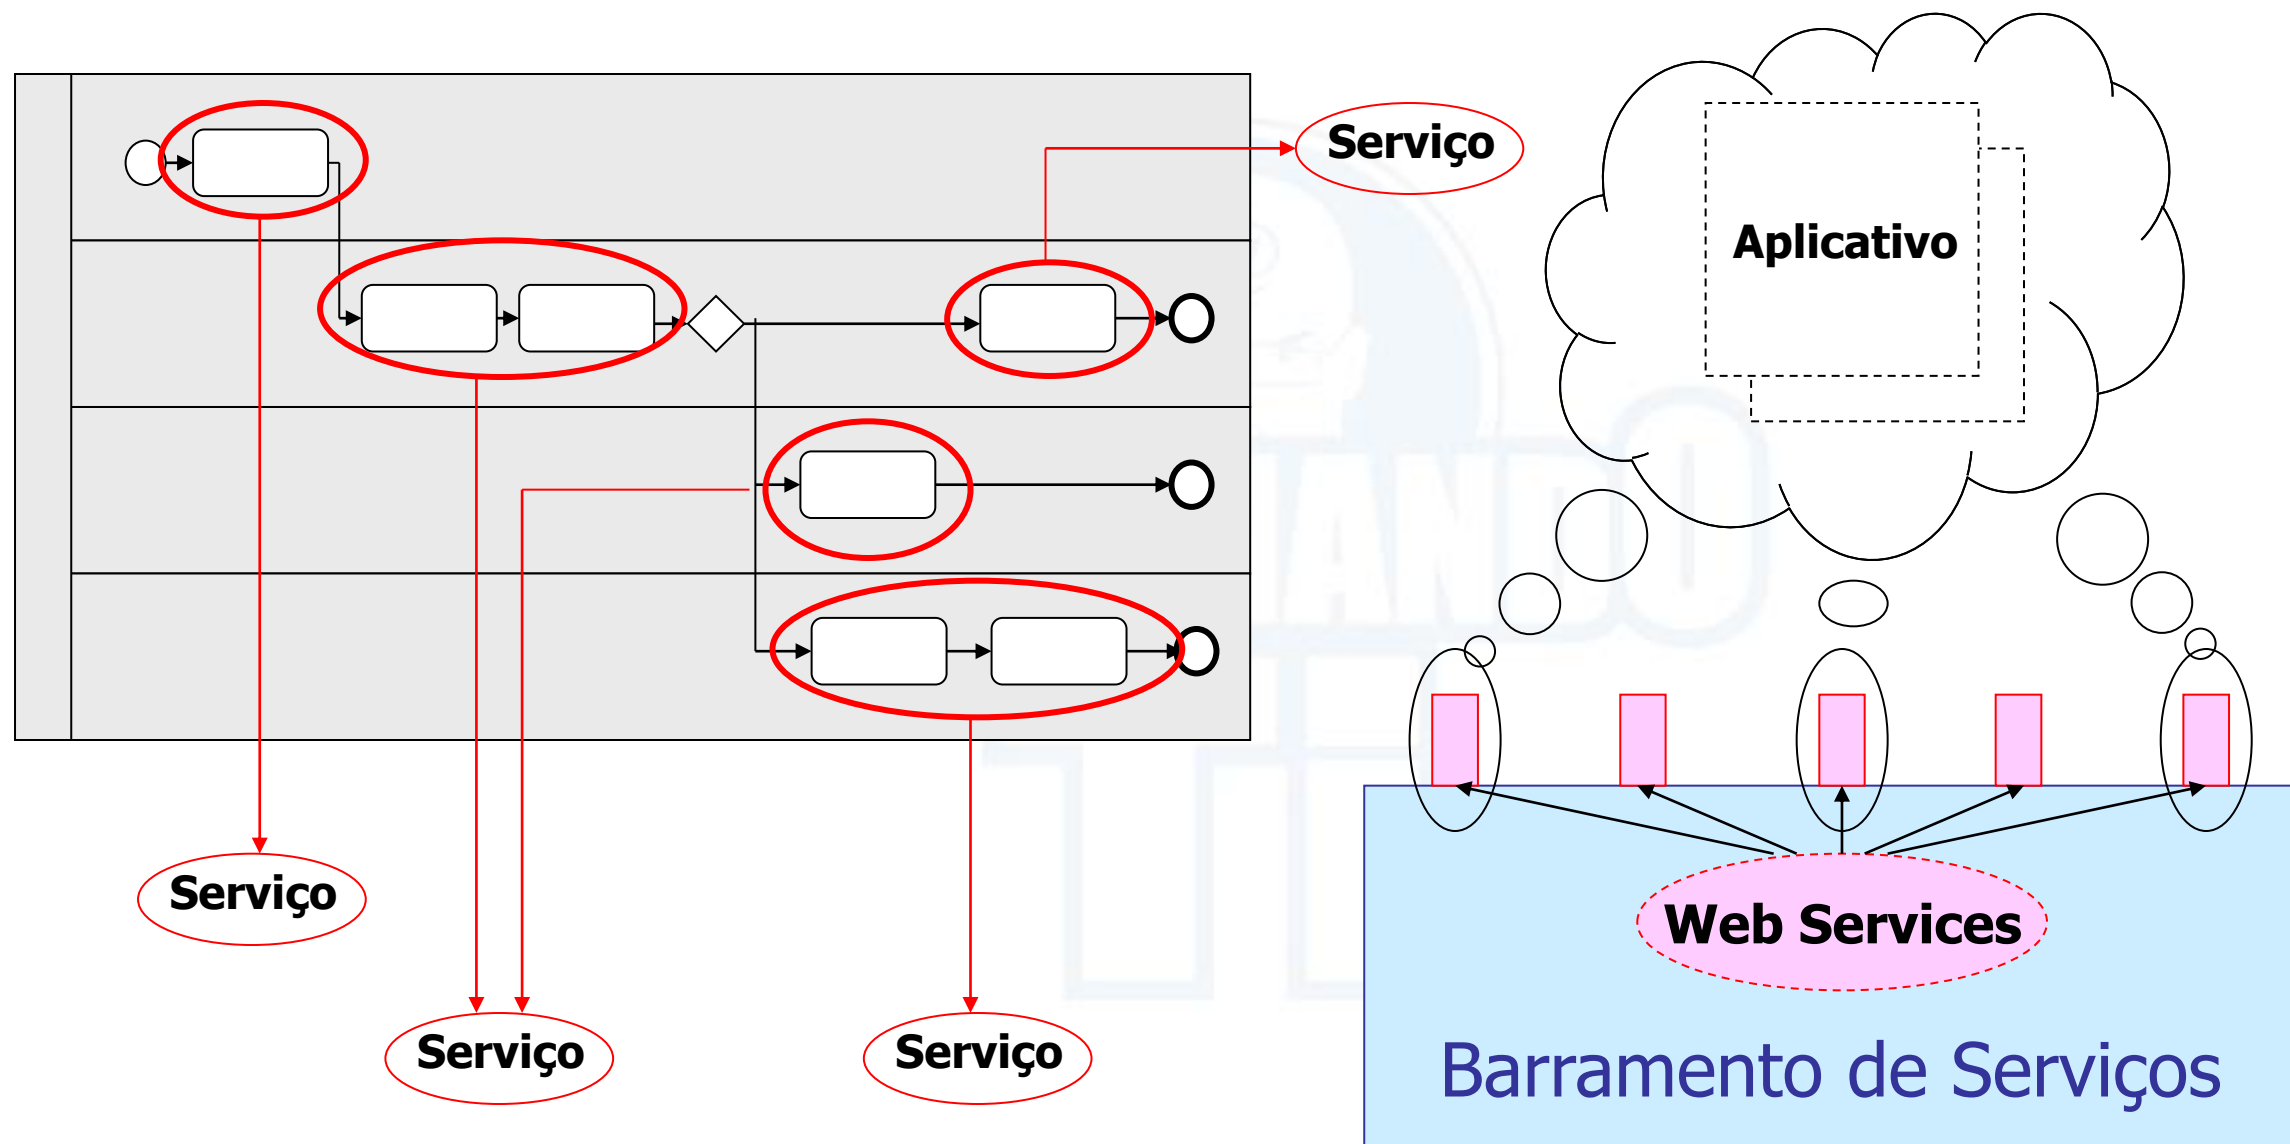 Serviço
Aplicativo
Serviço
Web Services
Serviço
Serviço
Barramento de Serviços